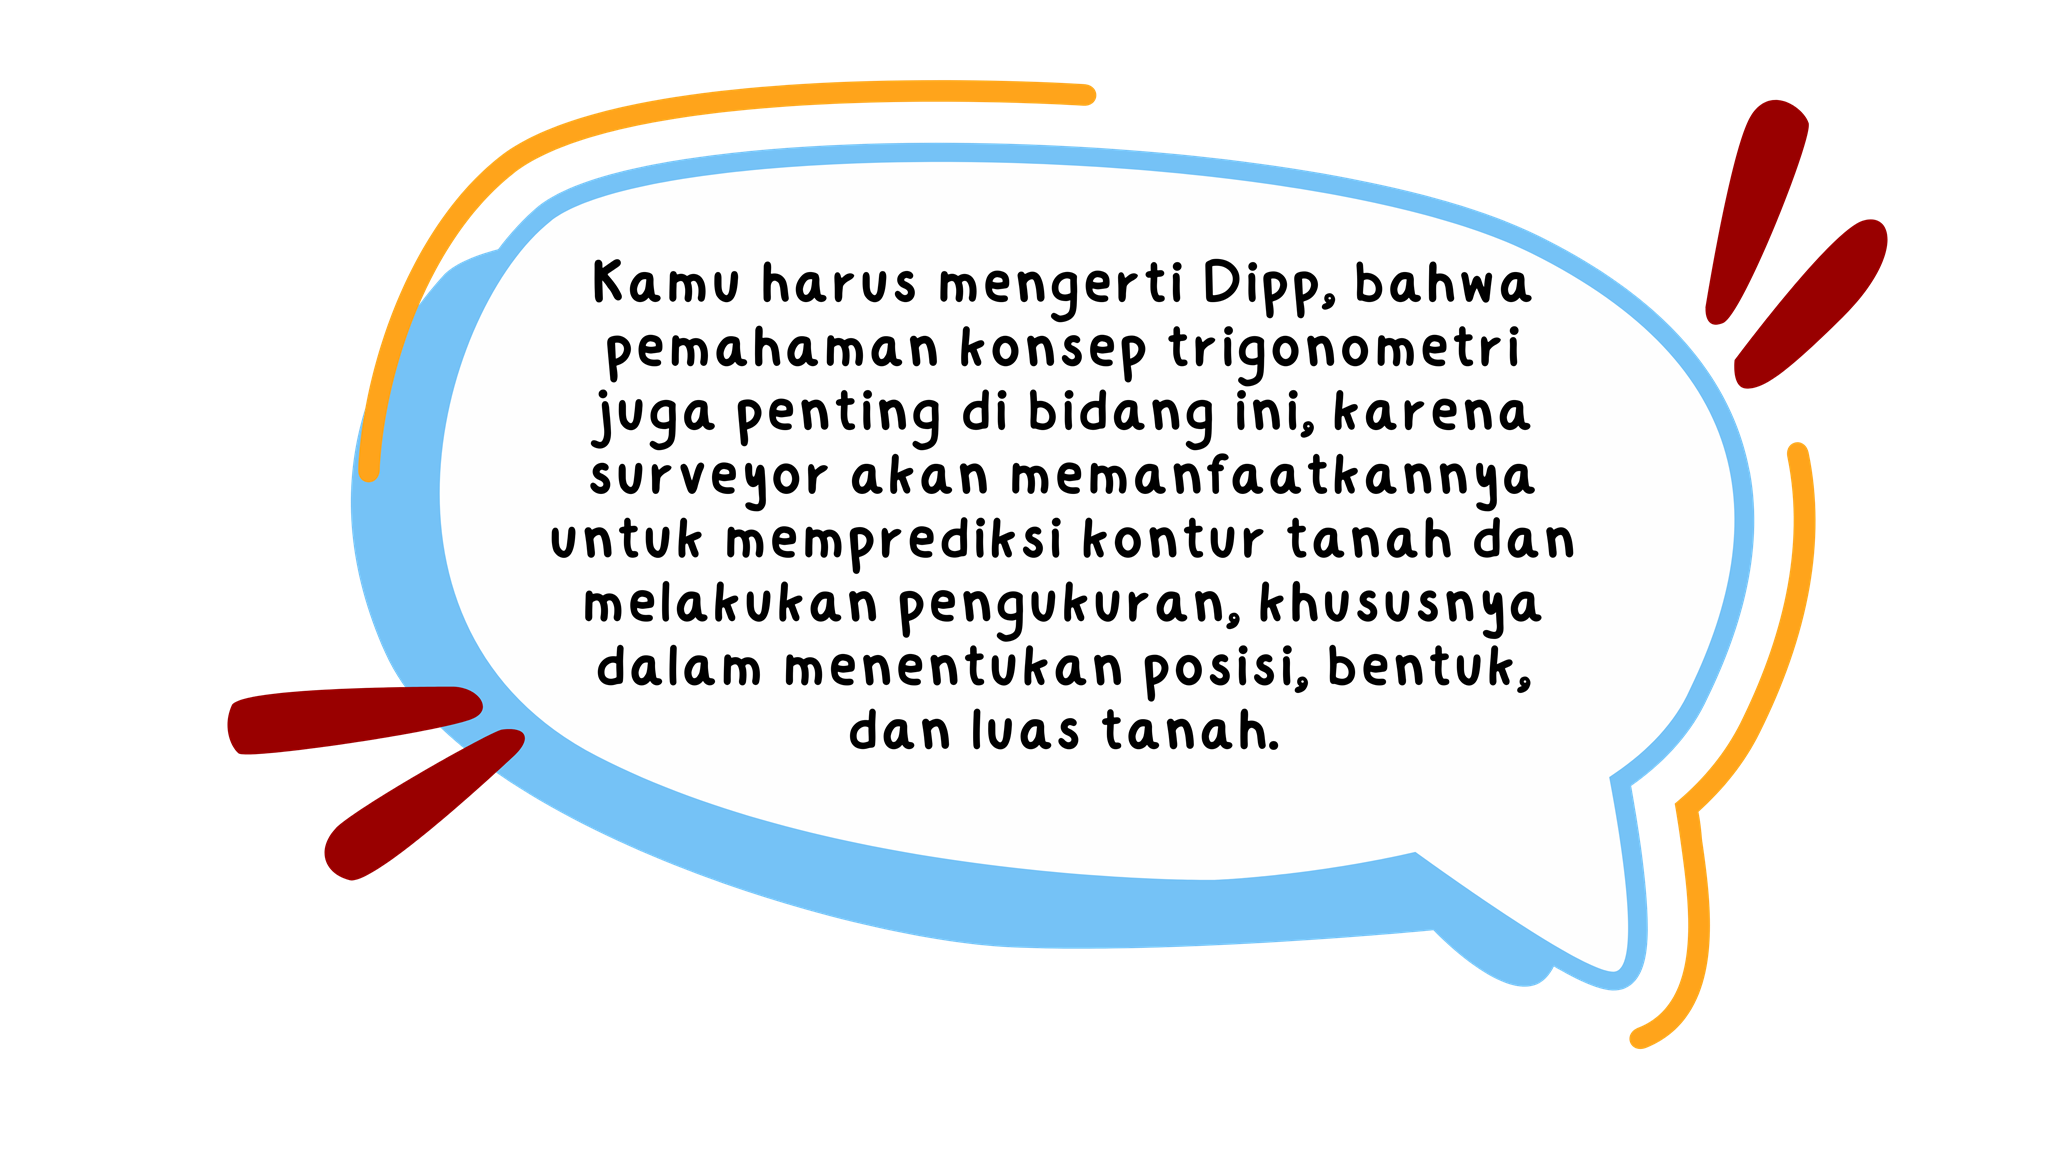 Kamu harus mengerti Dipp, bahwa
pemahaman konsep trigonometri
juga penting di bidang ini, karena
surveyor akan memanfaatkannya
untuk memprediksi kontur tanah dan
melakukan pengukuran, khususnya
dalam menentukan posisi, bentuk,
dan luas tanah.